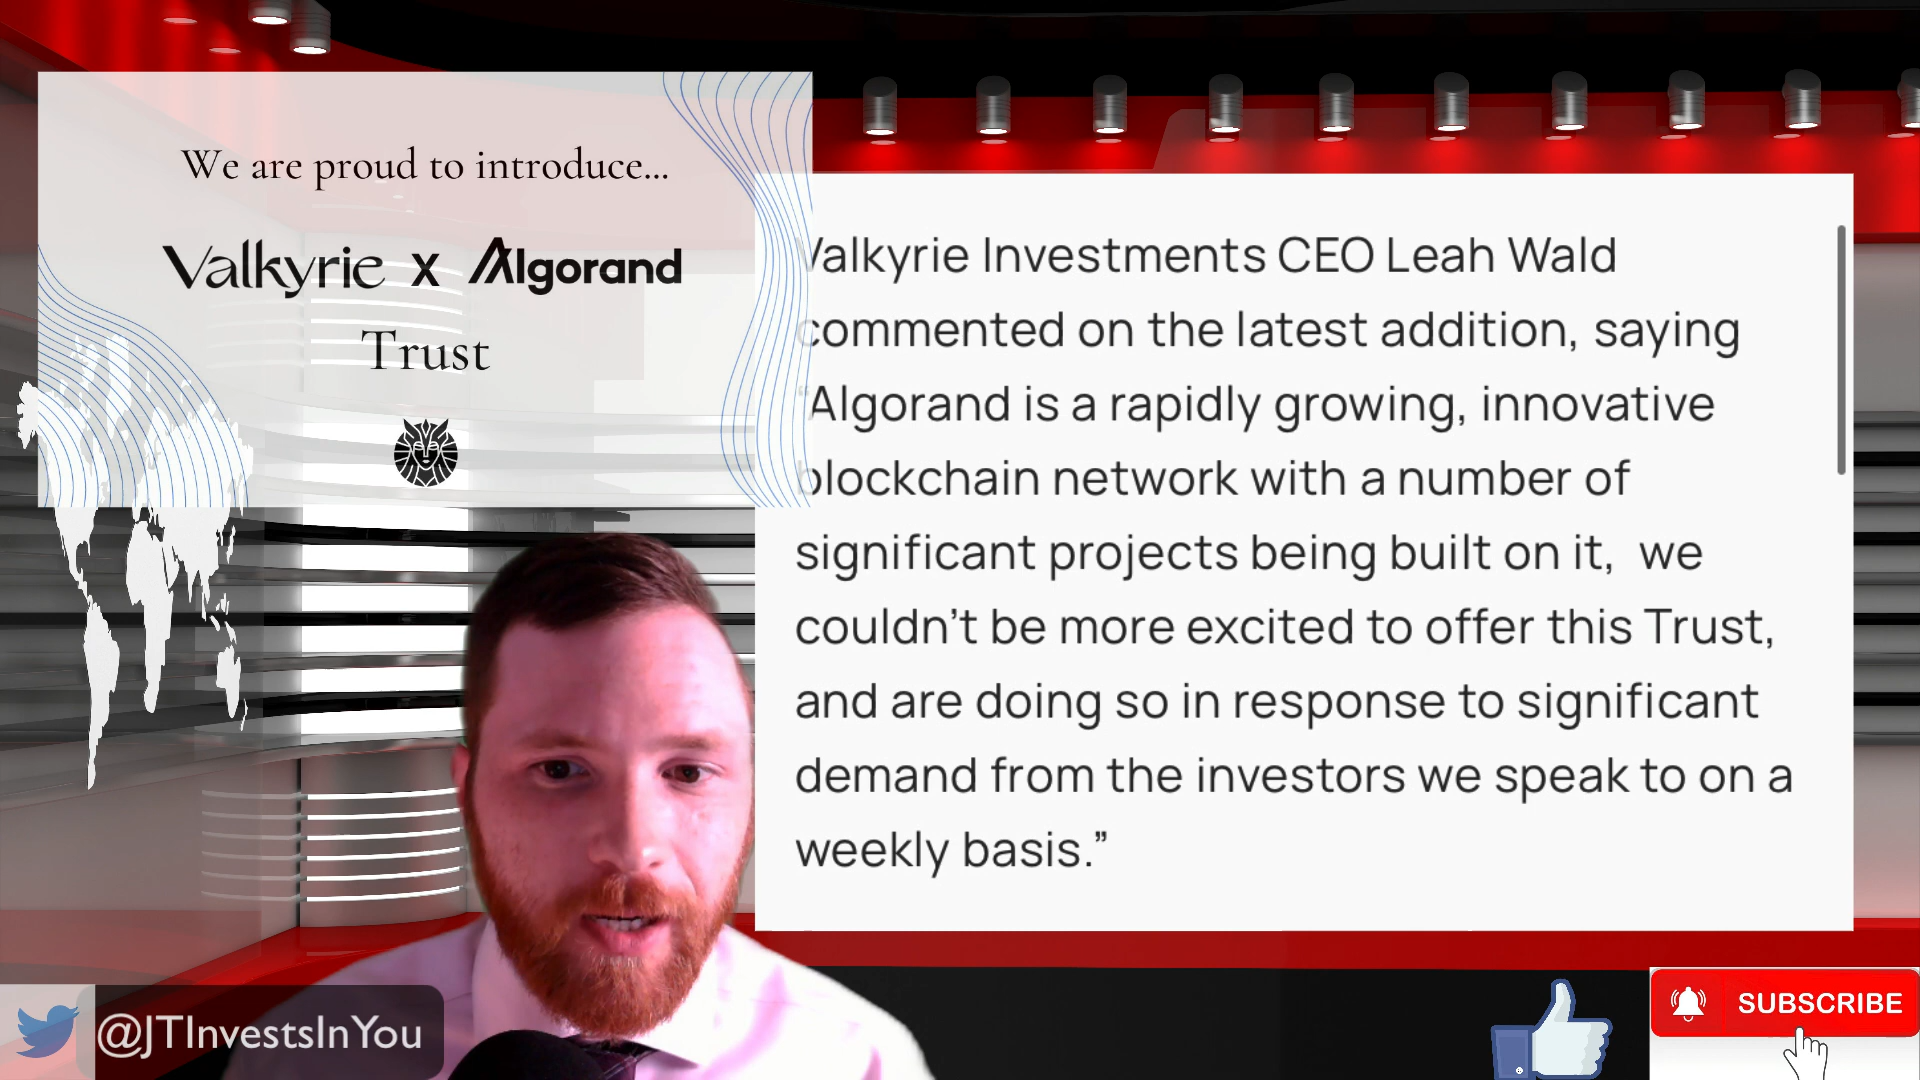 We are proud to introduce...
Valkyrie x Algorand
Trust
Valkyrie Investments CEO Leah Wald
commented on the latest addition, saying
“Algorand is a rapidly growing, innovative
blockchain network with a number of
significant projects being built on it,  we
couldn’t be more excited to offer this Trust,
and are doing so in response to significant
demand from the investors we speak to on a
weekly basis.”
@JTInvestsInYou
SUBSCRIBE